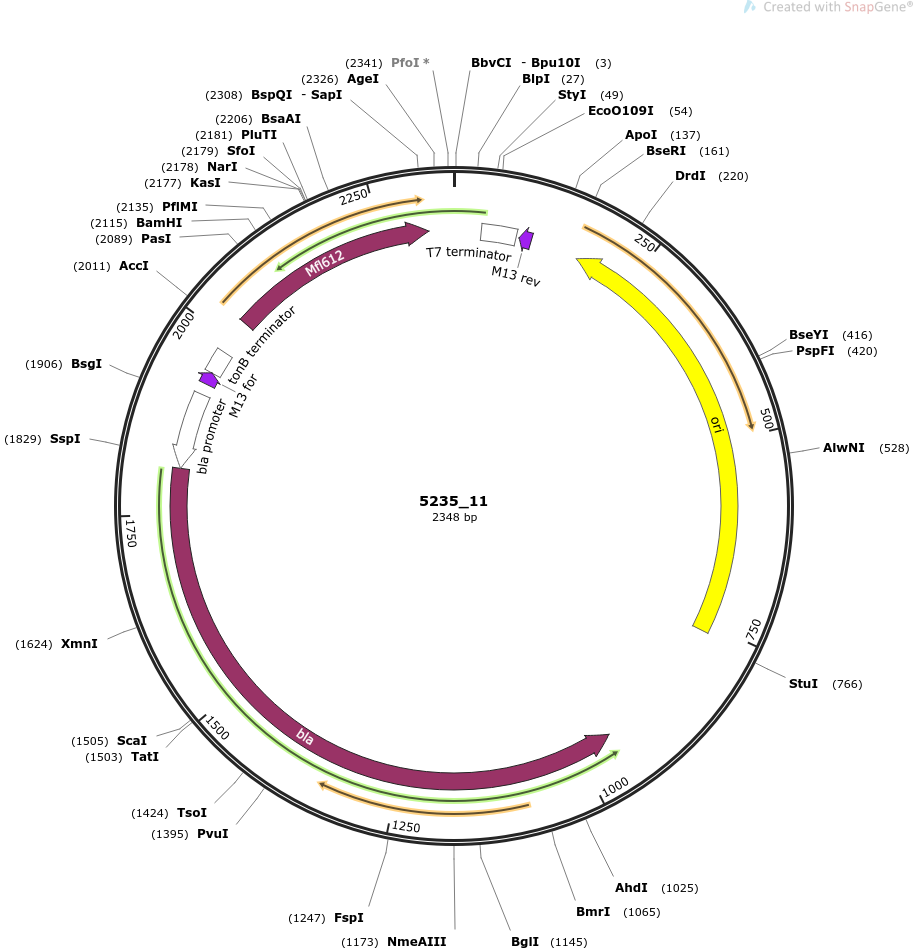 Created with SnapGene®
(2341) PfoI *
(2326) AgeI
(2308) BspQI - SapI
(2206) BsaAI
(2181) PluTI
(2179) SfoI
(2178) NarI
(2177) KasI
(2135) PflMI
(2115) BamHI
(2089) PasI
(2011) AccI
(1906) BsgI
(1829) SspI
(1624) XmnI
(1505) ScaI
(1503) TatI
(1424) TsoI
(1395) PvuI
(1247) FspI
(1173) NmeAIII
BbvCI - Bpu10I (3)
BlpI (27)
StyI (49)
EcoO109I (54)
ApoI (137)
BseRI (161)
DrdI (220)
BseYI (416)
PspFI (420)
AlwNI (528)
StuI (766)
AhdI (1025)
BmrI (1065)
BglI (1145)
250
500
750
1000
1250
1500
1750
2000
2250
Mfl612
T7 terminator
M13 rev
tonB terminator
M13 for
bla promoter
ori
bla
5235_11
2348 bp